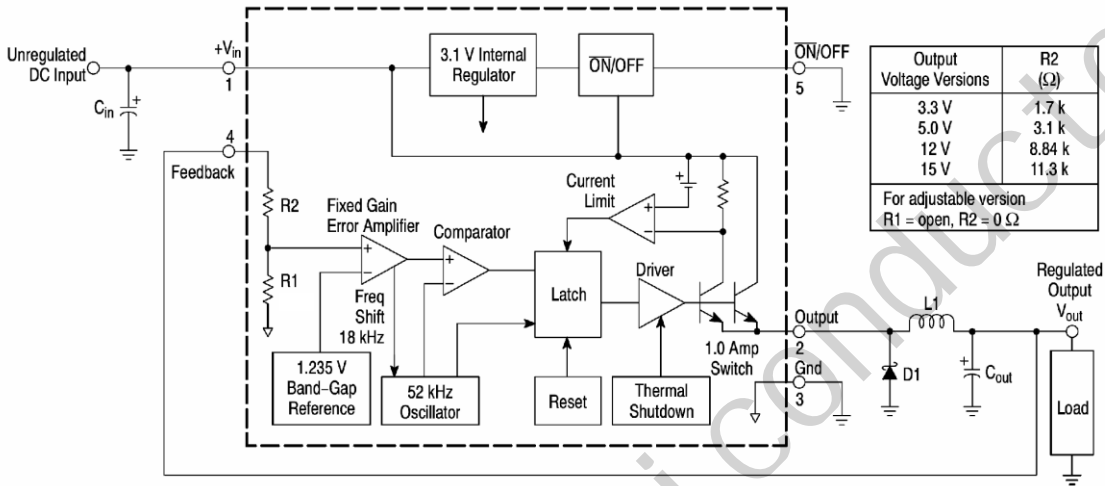 Unregulated
DC Input
Cin
+
+Vin
1
4
Feedback
R2
R1
3.1 V Internal
Regulator
ON/OFF
ON/OFF
5
Current
Limit
+
+
−
Fixed Gain
Error Amplifier
+
−
Comparator
+
−
Freq
Shift
18 kHz
Latch
Driver
1.235 V
Band−Gap
Reference
52 kHz
Oscillator
Reset
Thermal
Shutdown
1.0 Amp
Switch
Output
2
Gnd
3
D1
L1
+
Cout
Regulated
Output
Vout
Load
Output
Voltage Versions
R2
(Ω)
3.3 V 1.7 k
5.0 V 3.1 k
12 V 8.84 k
15 V 11.3 k
For adjustable version
R1 = open, R2 = 0 Ω